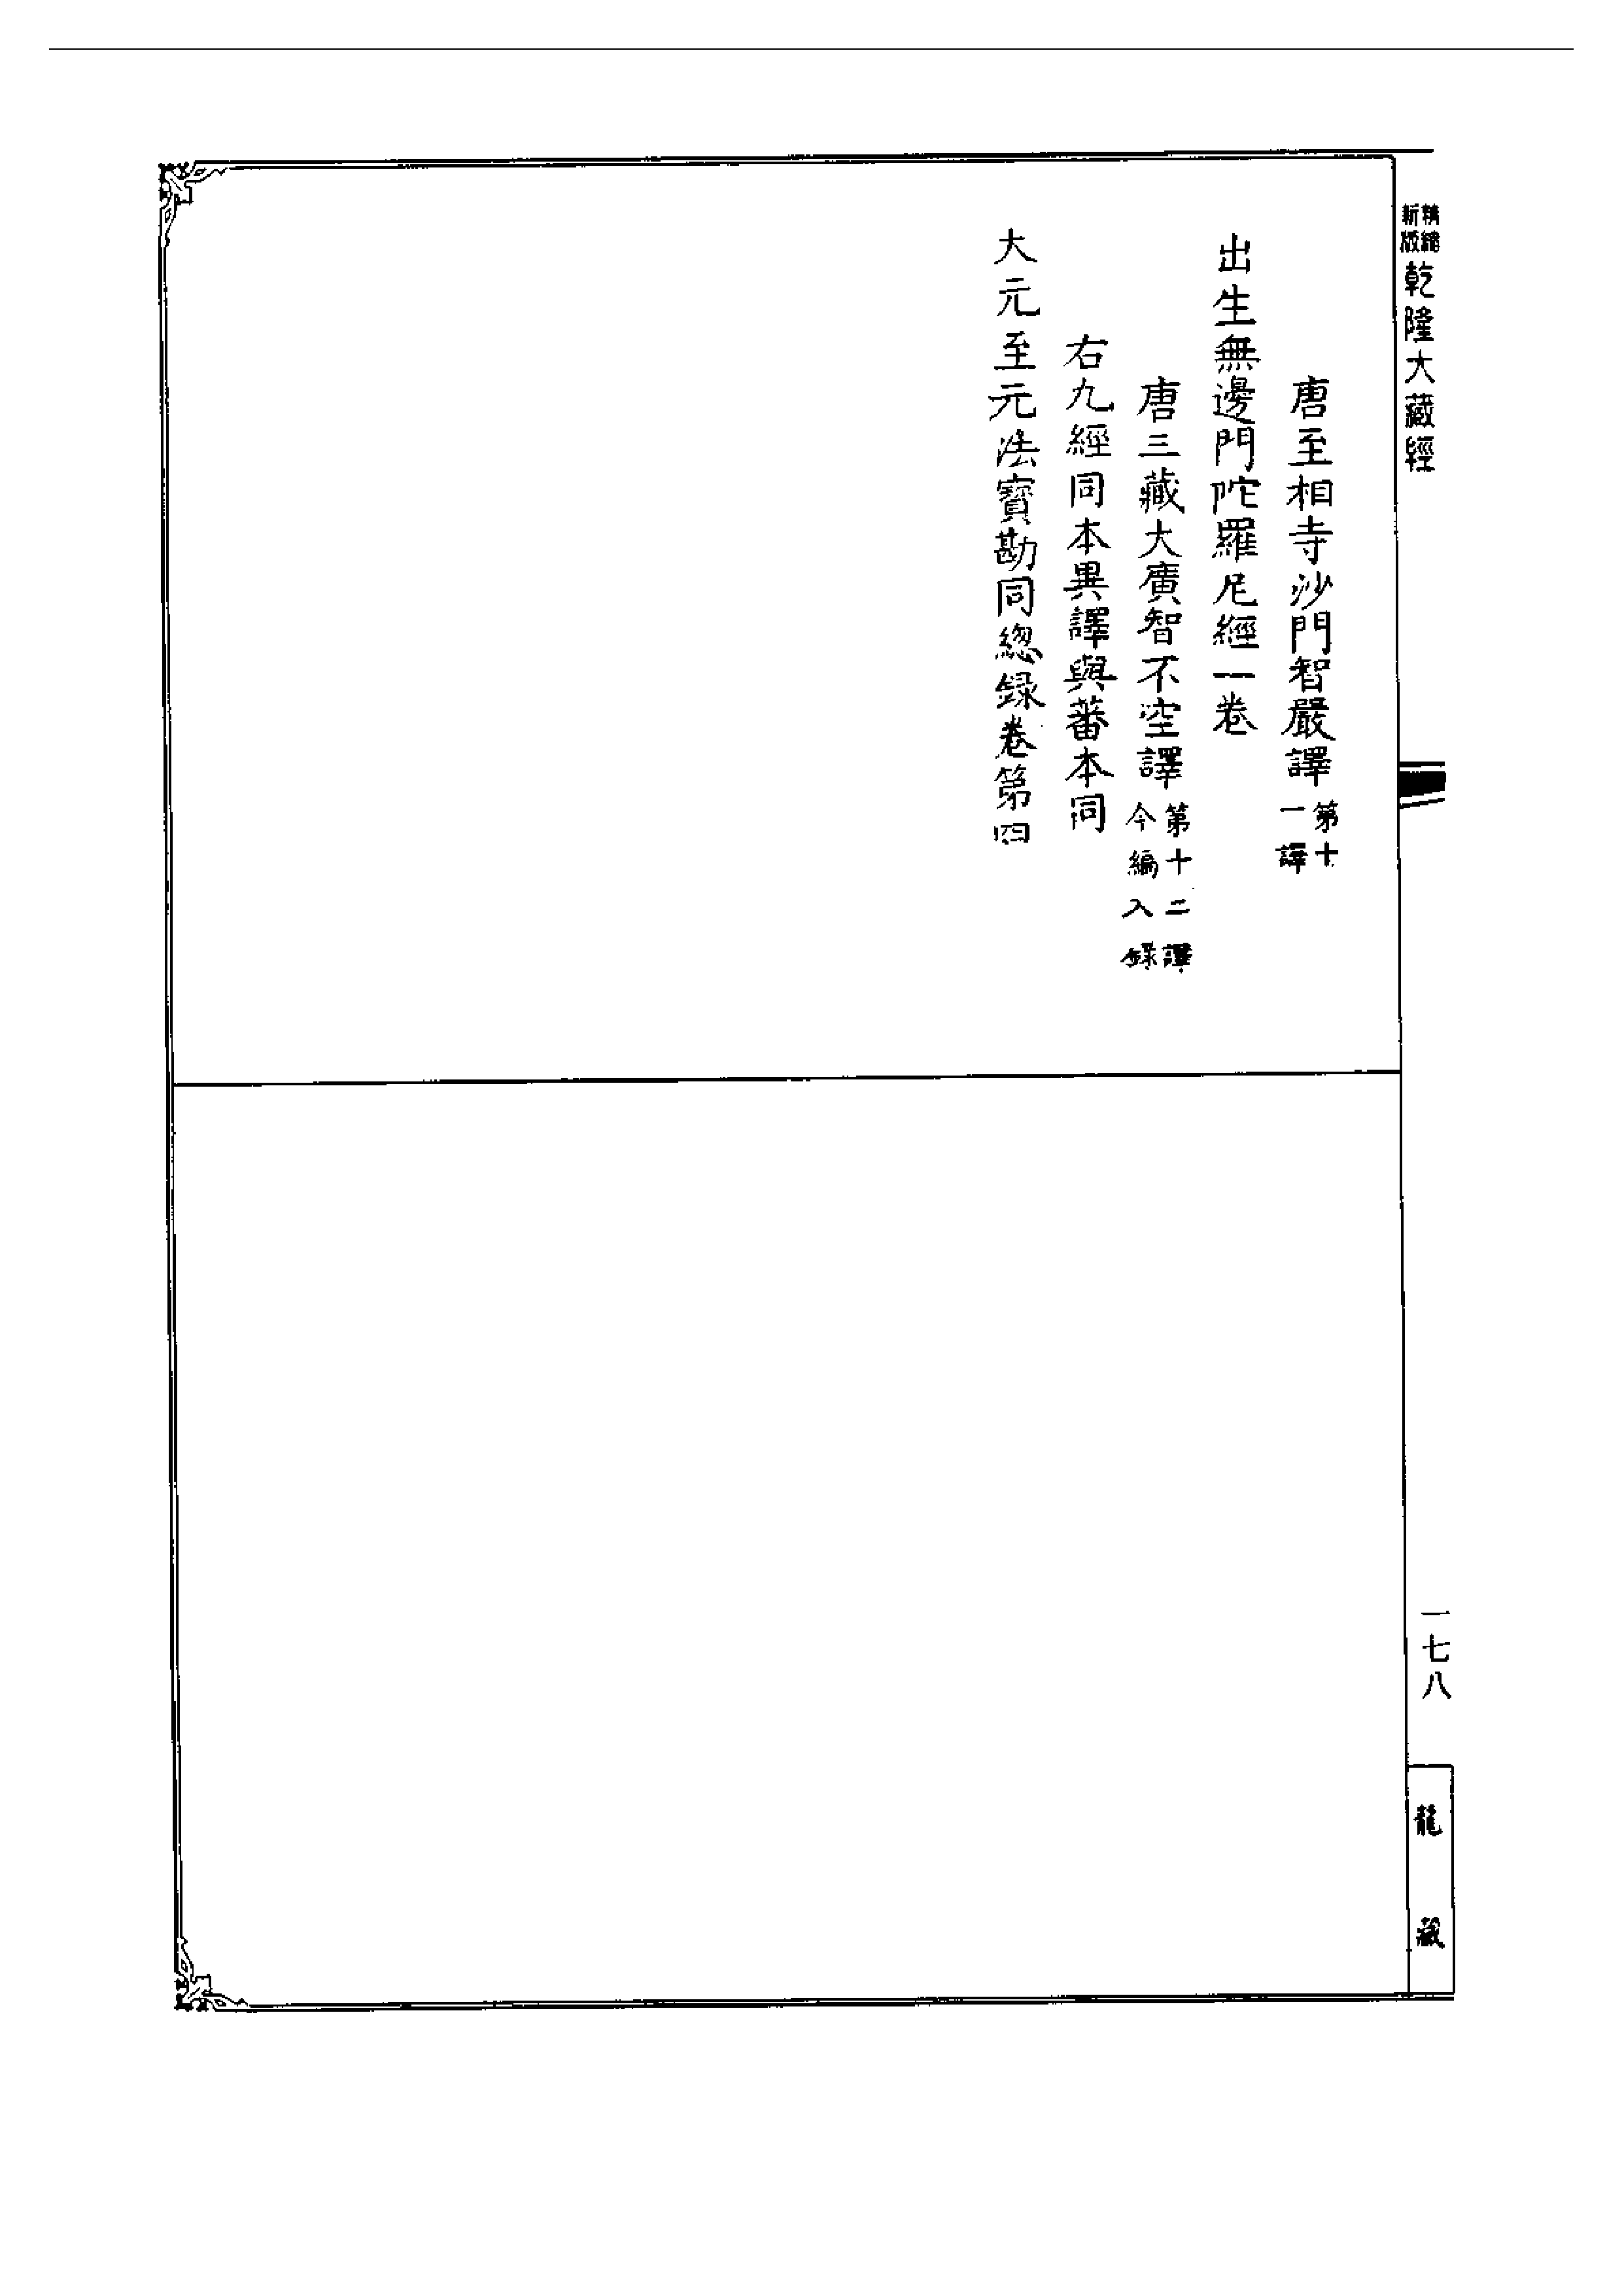 精縮新版乾隆大藏經
唐至相寺沙門智嚴譯第十一譯
出生無邊門陀羅尼經一卷
唐三藏大廣智不空譯第十二譯今編入錄
右九經同本異譯與蕃本同
大元至元法寶勘同總録卷第四
一七八
龍藏